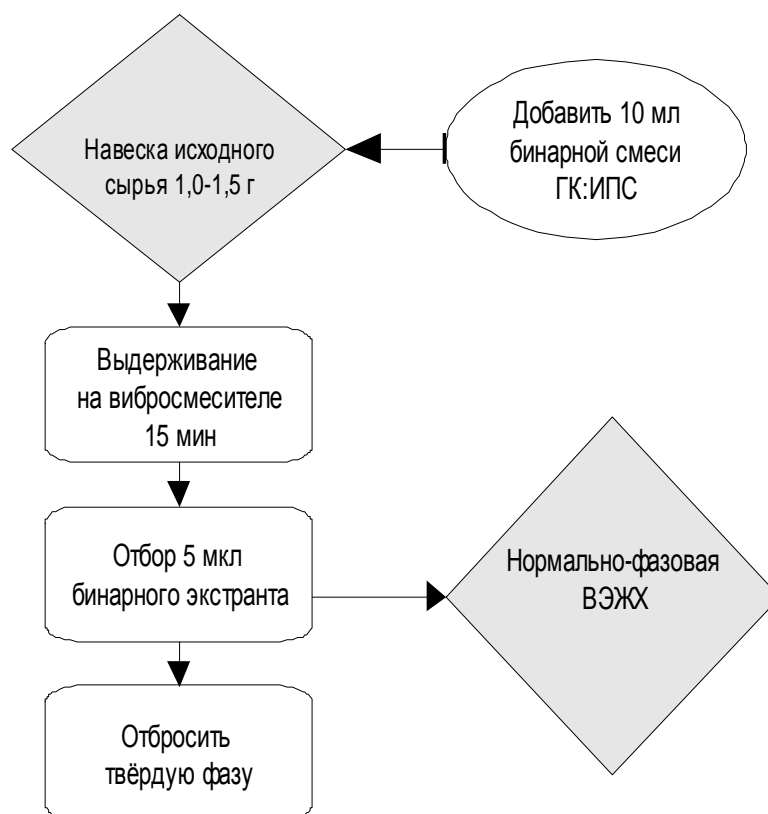 Навеска исходного
сырья 1,0-1,5 г
Добавить 10 мл
бинарной смеси
ГК:ИПС
Выдерживание
на вибросмесителе
15 мин
Отбор 5 мкл
бинарного экстранта
Нормально-фазовая
ВЭЖХ
Отбросить
твёрдую фазу